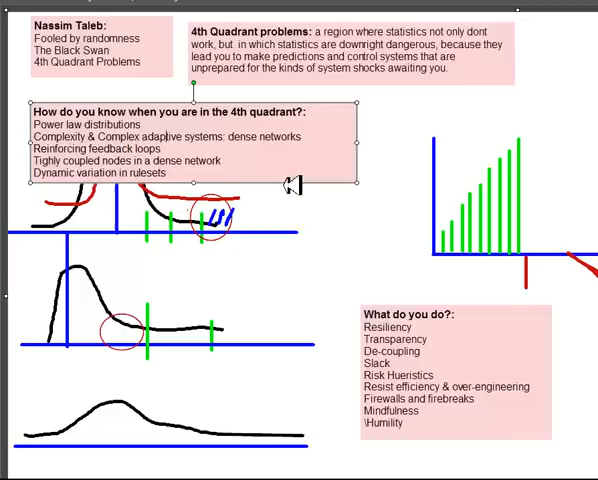 Nassim Taleb:
Fooled by randomness
The Black Swan
4th Quadrant Problems
4th Quadrant problems: a region where statistics not only dont
work, but in which statistics are downright dangerous, because they
lead you to make predictions and control systems that are
unprepared for the kinds of system shocks awaiting you.
How do you know when you are in the 4th quadrant?:
Power law distributions
Complexity & Complex adaptive systems: dense networks
Reinforcing feedback loops
Tighly coupled nodes in a dense network
Dynamic variation in rulesets
What do you do?:
Resiliency
Transparency
De-coupling
Slack
Risk Hueristics
Resist efficiency & over-engineering
Firewalls and firebreaks
Mindfulness
\Humility